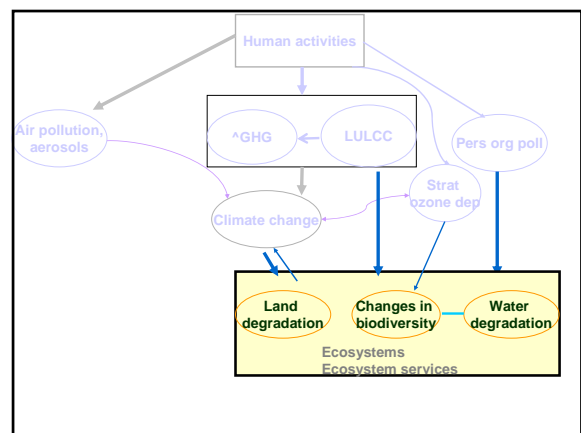 Human activities
Air pollution,
aerosols
^GHG
LULCC
Pers org poll
Strat
ozone dep
Climate change
Land
degradation
Changes in
biodiversity
Water
degradation
Ecosystems
Ecosystem services